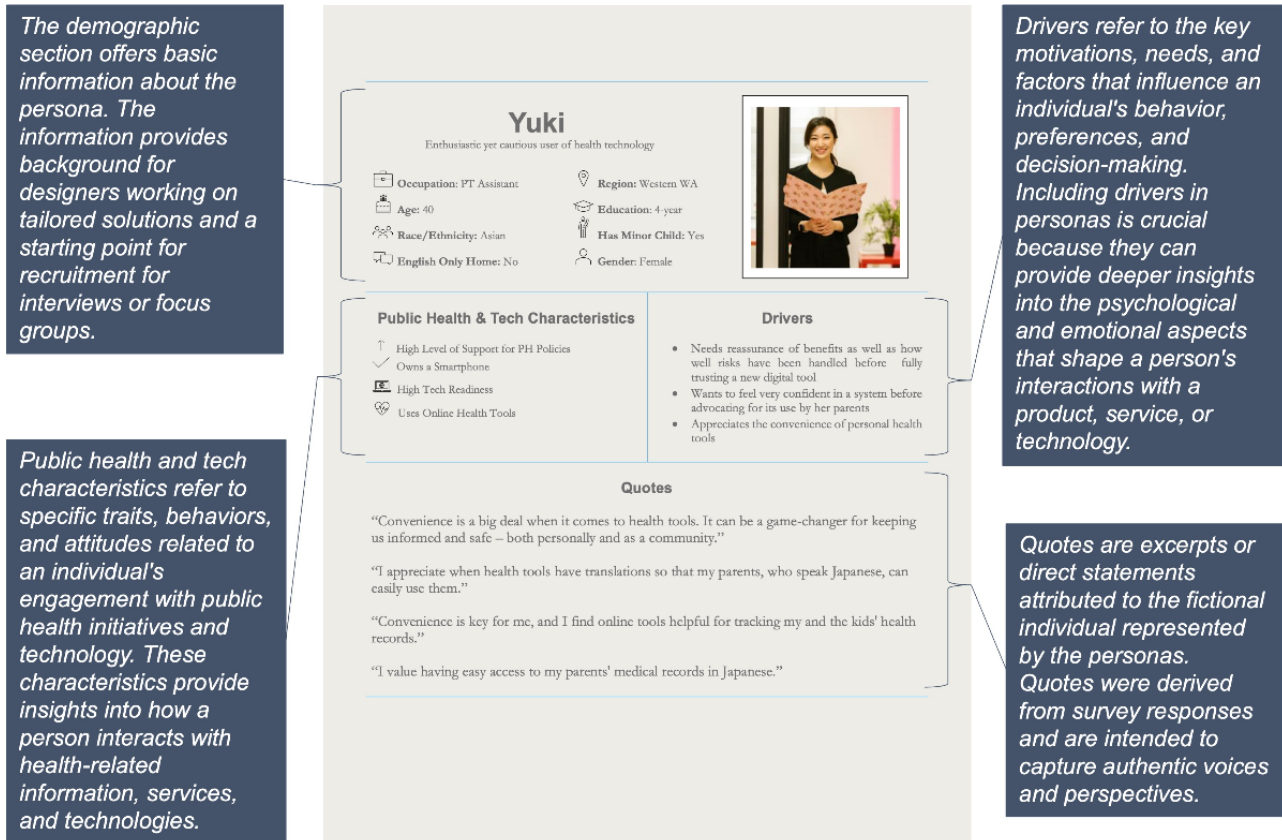 The demographic
section offers basic
information about the
persona. The
information provides
background for
designers working on
tailored solutions and a
starting point for
recruitment for
interviews or focus
groups.
Public health and tech
characteristics refer to
specific traits, behaviors,
and attitudes related to
an individual's
engagement with public
health initiatives and
technology. These
characteristics provide
insights into how a
person interacts with
health-related
information, services,
and technologies.
Yuki
Enthusiastic yet cautious user of health technology
Occupation: PT Assistant
Age: 40
Race/Ethnicity: Asian
English Only Home: No
Region: Western WA
Education: 4-year
Has Minor Child: Yes
Gender: Female
Public Health & Tech Characteristics
High Level of Support for PH Policies
Owns a Smartphone
High Tech Readiness
Uses Online Health Tools
Drivers
• Needs reassurance of benefits as well as how
well risks have been handled before fully
trusting a new digital tool
• Wants to feel very confident in a system before
advocating for its use by her parents
• Appreciates the convenience of personal health
tools
Quotes
“Convenience is a big deal when it comes to health tools. It can be a game-changer for keeping
us informed and safe – both personally and as a community.”
“I appreciate when health tools have translations so that my parents, who speak Japanese, can
easily use them.”
“Convenience is key for me, and I find online tools helpful for tracking my and the kids' health
records.”
“I value having easy access to my parents' medical records in Japanese.”
Drivers refer to the key
motivations, needs, and
factors that influence an
individual's behavior,
preferences, and
decision-making.
Including drivers in
personas is crucial
because they can
provide deeper insights
into the psychological
and emotional aspects
that shape a person's
interactions with a
product, service, or
technology.
Quotes are excerpts or
direct statements
attributed to the fictional
individual represented
by the personas.
Quotes were derived
from survey responses
and are intended to
capture authentic voices
and perspectives.